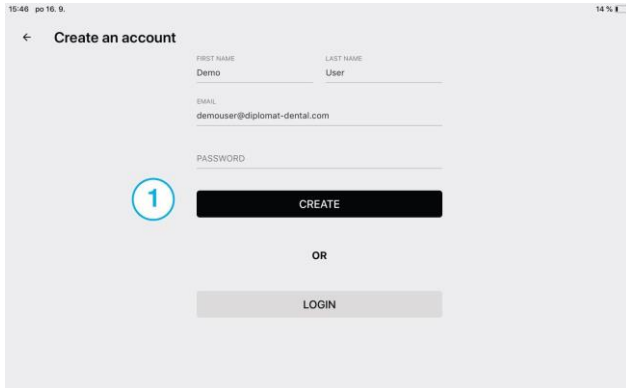 15:46 po 16. 9.
14 %
← Create an account
FIRST NAME LAST NAME
Demo User
EMAIL
demouser@diplomat-dental.com
PASSWORD
1 CREATE
OR
LOGIN